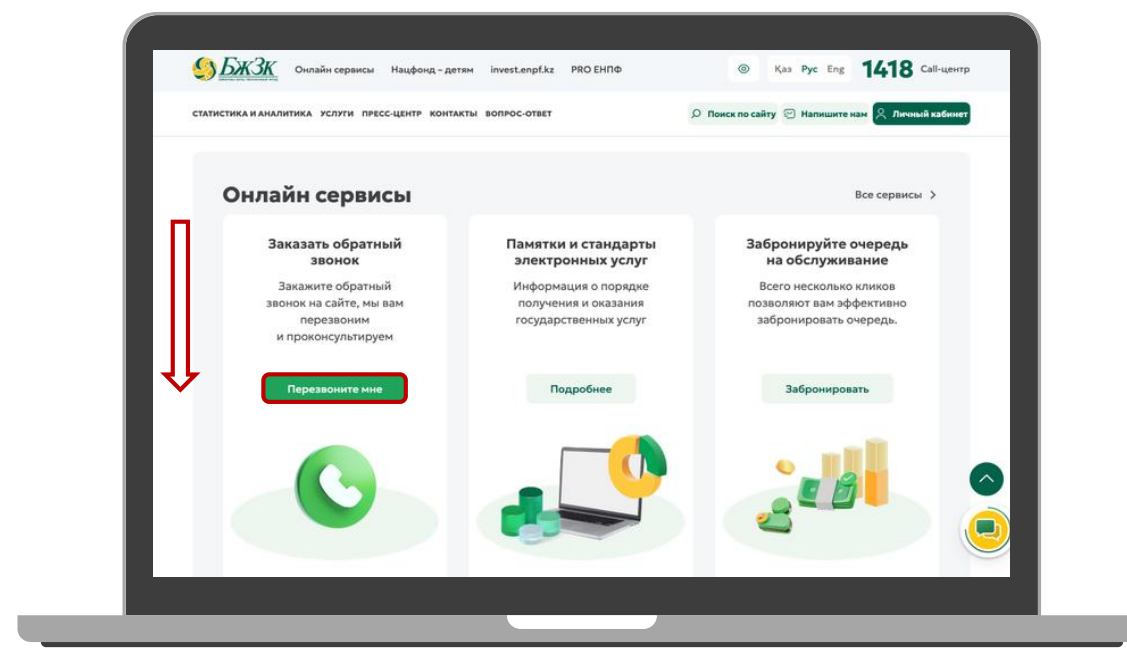 БжЗҚ
Онлайн сервисы Нацфонд – детям invest.enpf.kz PRO ЕНПФ Қаз Рус Eng 1418 Call-центр
СТАТИСТИКА И АНАЛИТИКА УСЛУГИ ПРЕСС-ЦЕНТР КОНТАКТЫ ВОПРОС-ОТВЕТ Поиск по сайту Напишите нам Личный кабинет
Онлайн сервисы
Все сервисы
Заказать обратный
звонок
Закажите обратный
звонок на сайте, мы вам
перезвоним
и проконсультируем
Перезвоните мне
Памятки и стандарты
электронных услуг
Информация о порядке
получения и оказания
государственных услуг
Подробнее
Забронируйте очередь
на обслуживание
Всего несколько кликов
позволяют вам эффективно
забронировать очередь.
Забронировать